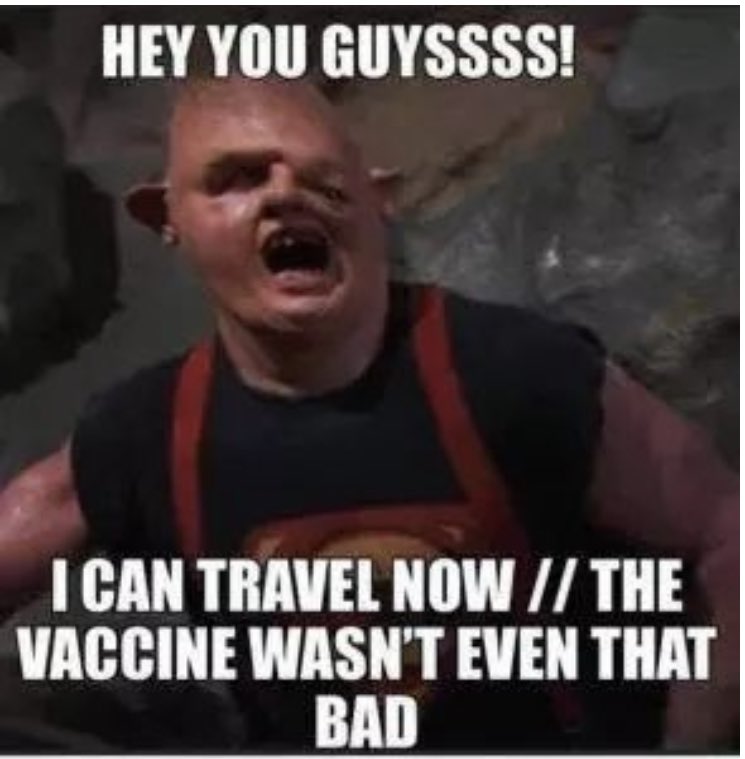 HEY YOU GUYSSSS!
I CAN TRAVEL NOW // THE
VACCINE WASN'T EVEN THAT
BAD